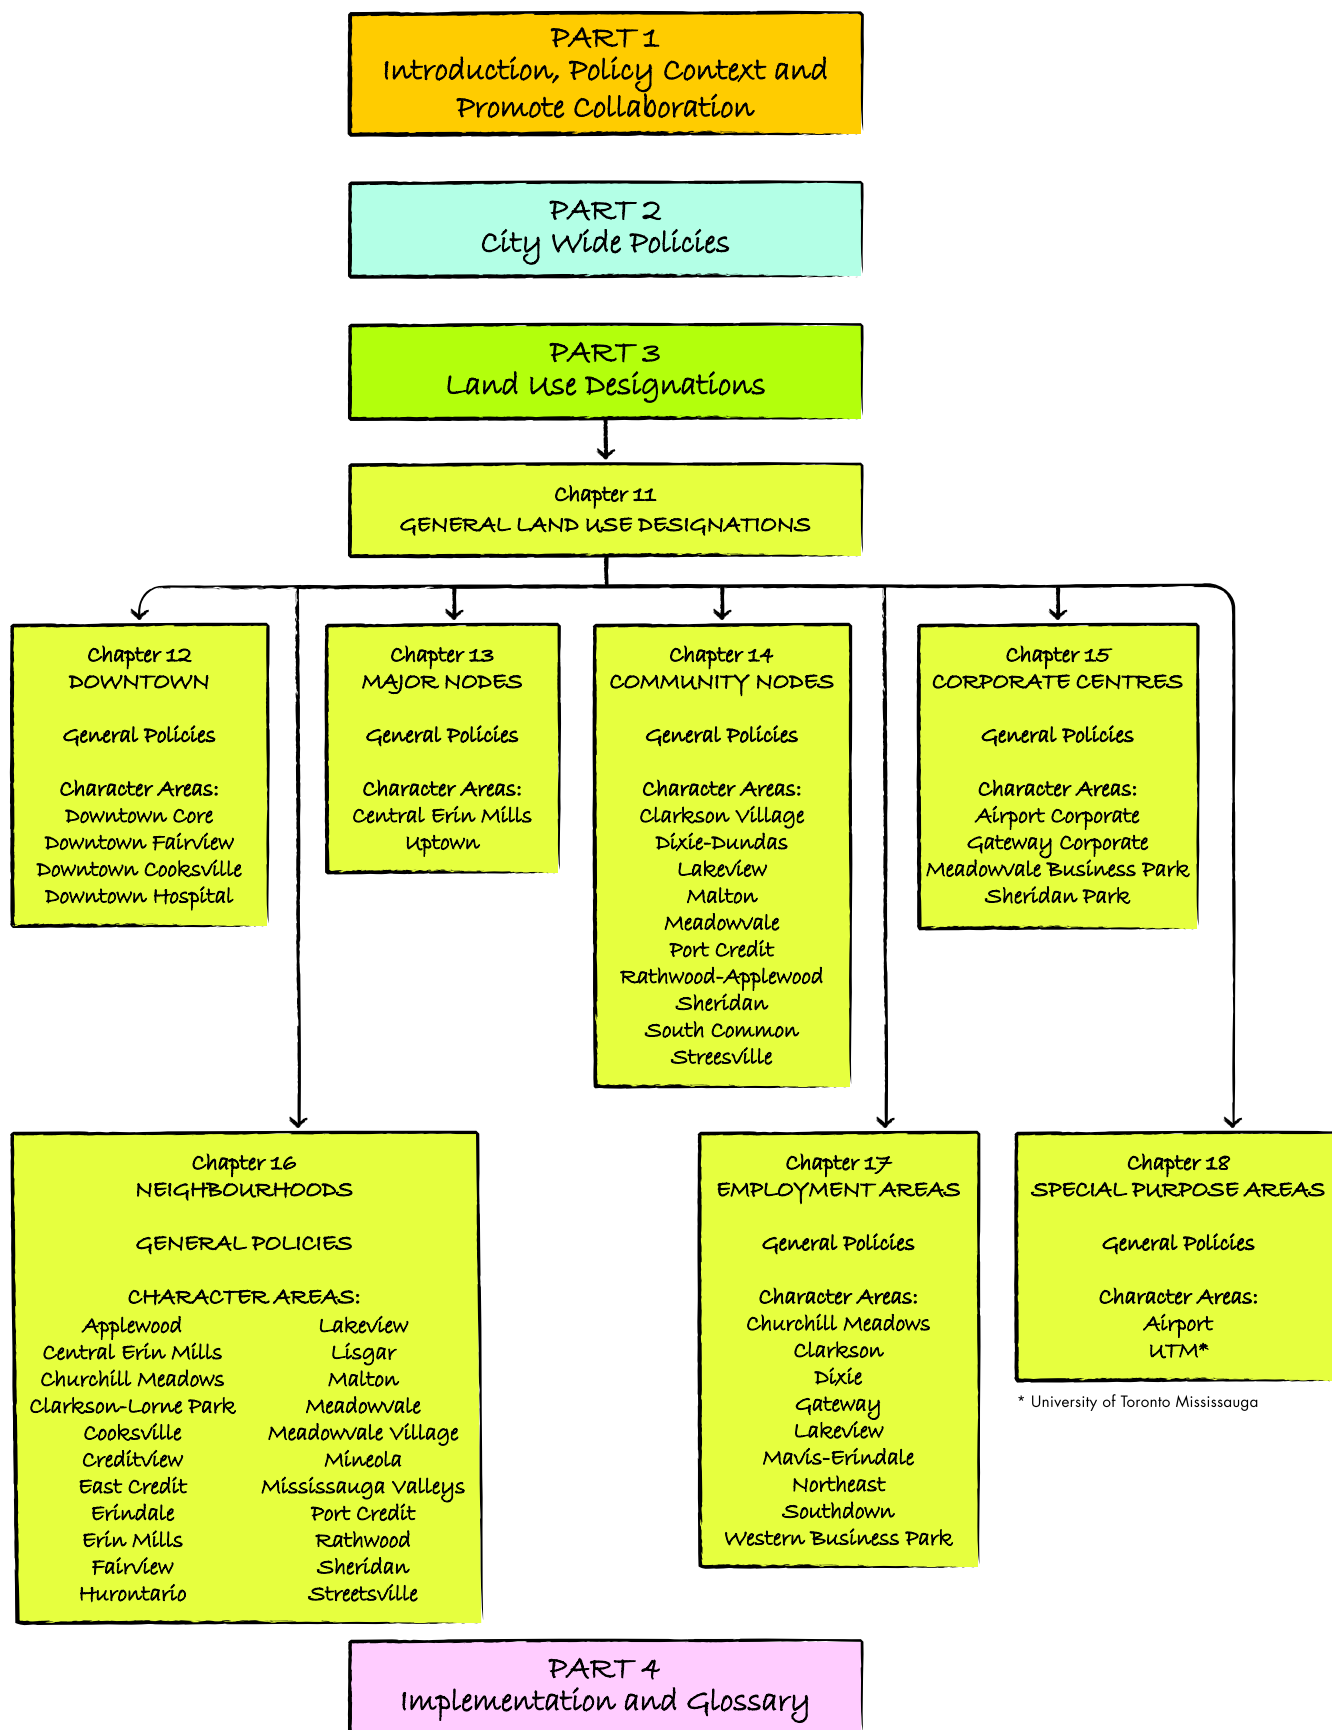 PART 1
Introduction, Policy Context and
Promote Collaboration
PART 2
City Wide Policies
PART 3
Land Use Designations
Chapter 11
GENERAL LAND USE DESIGNATIONS
Chapter 12
DOWNTOWN
General Policies
Character Areas:
Downtown Core
Downtown Fairview
Downtown Cooksville
Downtown Hospital
Chapter 13
MAJOR NODES
General Policies
Character Areas:
Central Erin Mills
Uptown
Chapter 14
COMMUNITY NODES
General Policies
Character Areas:
Clarkson Village
Dixie-Dundas
Lakeview
Malton
Meadowvale
Port Credit
Rathwood-Applewood
Sheridan
South Common
Streesville
Chapter 15
CORPORATE CENTRES
General Policies
Character Areas:
Airport Corporate
Gateway Corporate
Meadowvale Business Park
Sheridan Park
Chapter 16
NEIGHBOURHOODS
GENERAL POLICIES
CHARACTER AREAS:
Applewood
Central Erin Mills
Churchill Meadows
Clarkson-Lorne Park
Cooksville
Creditview
East Credit
Erindale
Erin Mills
Fairview
Hurontario
Lakeview
Lisgar
Malton
Meadowvale
Meadowvale Village
Mineola
Mississauga Valleys
Port Credit
Rathwood
Sheridan
Streetsville
Chapter 17
EMPLOYMENT AREAS
General Policies
Character Areas:
Churchill Meadows
Clarkson
Dixie
Gateway
Lakeview
Mavis-Erindale
Northeast
Southdown
Western Business Park
Chapter 18
SPECIAL PURPOSE AREAS
General Policies
Character Areas:
Airport
UTM*
* University of Toronto Mississauga
PART 4
Implementation and Glossary